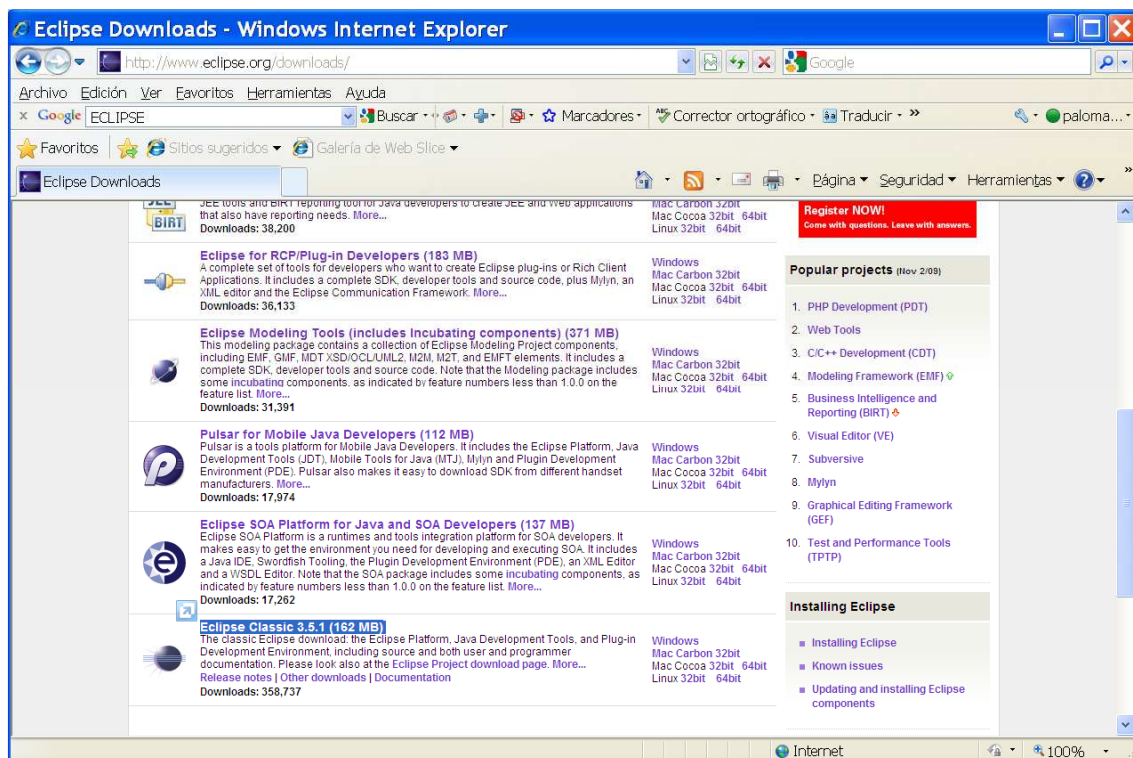 Eclipse Downloads - Windows Internet Explorer
http://www.eclipse.org/downloads/
Google
Archivo Edición Ver Favoritos Herramientas Ayuda
x Google ECLIPSE Buscar Marcadores Corrector ortográfico Traducir » paloma...
Favoritos Sitios sugeridos Galería de Web Slice
Eclipse Downloads Página Seguridad Herramientas »
JEE
BIRT
JEE tools and BIRT reporting tool for Java developers to create JEE and Web applications
that also have reporting needs. More...
Downloads: 38,200
Mac Carbon 32bit
Mac Cocoa 32bit 64bit
Linux 32bit 64bit
Eclipse for RCP/Plug-in Developers (183 MB)
A complete set of tools for developers who want to create Eclipse plug-ins or Rich Client
Applications. It includes a complete SDK, developer tools and source code, plus Mylyn, an
XML editor and the Eclipse Communication Framework. More...
Downloads: 36,133
Windows
Mac Carbon 32bit
Mac Cocoa 32bit 64bit
Linux 32bit 64bit
Eclipse Modeling Tools (includes Incubating components) (371 MB)
This modeling package contains a collection of Eclipse Modeling Project components,
including EMF, GMF, MDT XSD/OCL/UML2, M2M, M2T, and EMFT elements. It includes a
complete SDK, developer tools and source code. Note that the Modeling package includes
some incubating components, as indicated by feature numbers less than 1.0.0 on the
feature list. More...
Downloads: 31,391
Windows
Mac Carbon 32bit
Mac Cocoa 32bit 64bit
Linux 32bit 64bit
Pulsar for Mobile Java Developers (112 MB)
Pulsar is a tools platform for Mobile Java Developers. It includes the Eclipse Platform, Java
Development Tools (JDT), Mobile Tools for Java (MTJ), Mylyn and Plugin Development
Environment (PDE). Pulsar also makes it easy to download SDK from different handset
manufacturers. More...
Downloads: 17,974
Windows
Mac Carbon 32bit
Mac Cocoa 32bit 64bit
Linux 32bit 64bit
Eclipse SOA Platform for Java and SOA Developers (137 MB)
Eclipse SOA Platform is a runtimes and tools integration platform for SOA developers. It
makes easy to get the environment you need for developing and executing SOA. It includes
a Java IDE, Swordfish Tooling, the Plugin Development Environment (PDE), an XML Editor
and a WSDL Editor. Note that the SOA package includes some incubating components, as
indicated by feature numbers less than 1.0.0 on the feature list. More...
Downloads: 17,262
Windows
Mac Carbon 32bit
Mac Cocoa 32bit 64bit
Linux 32bit 64bit
Eclipse Classic 3.5.1 (162 MB)
The classic Eclipse download: the Eclipse Platform, Java Development Tools, and Plug-in
Development Environment, including source and both user and programmer
documentation. Please look also at the Eclipse Project download page. More...
Release notes | Other downloads | Documentation
Downloads: 358,737
Windows
Mac Carbon 32bit
Mac Cocoa 32bit 64bit
Linux 32bit 64bit
Register NOW!
Come with questions. Leave with answers.
Popular projects (Nov 2/09)
1. PHP Development (PDT)
2. Web Tools
3. C/C++ Development (CDT)
4. Modeling Framework (EMF)
5. Business Intelligence and
Reporting (BIRT)
6. Visual Editor (VE)
7. Subversive
8. Mylyn
9. Graphical Editing Framework
(GEF)
10. Test and Performance Tools
(TPTP)
Installing Eclipse
Installing Eclipse
Known issues
Updating and installing Eclipse
components
Internet 100%